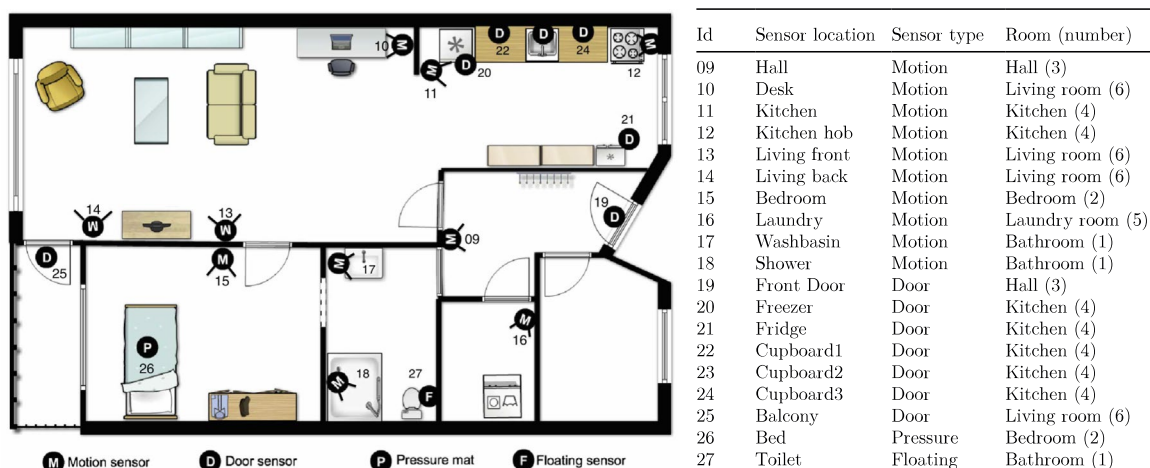 D D D
10 M 22 24 M
M D
11 20 12
21
D
19
D
14 13
M M
M 09
D M M 17
25 15
M
16
P
26
M 18 27
F
M Motion sensor D Door sensor P Pressure mat F Floating sensor
Id Sensor location Sensor type Room (number)
09 Hall Motion Hall (3)
10 Desk Motion Living room (6)
11 Kitchen Motion Kitchen (4)
12 Kitchen hob Motion Kitchen (4)
13 Living front Motion Living room (6)
14 Living back Motion Living room (6)
15 Bedroom Motion Bedroom (2)
16 Laundry Motion Laundry room (5)
17 Washbasin Motion Bathroom (1)
18 Shower Motion Bathroom (1)
19 Front Door Door Hall (3)
20 Freezer Door Kitchen (4)
21 Fridge Door Kitchen (4)
22 Cupboard1 Door Kitchen (4)
23 Cupboard2 Door Kitchen (4)
24 Cupboard3 Door Kitchen (4)
25 Balcony Door Living room (6)
26 Bed Pressure Bedroom (2)
27 Toilet Floating Bathroom (1)